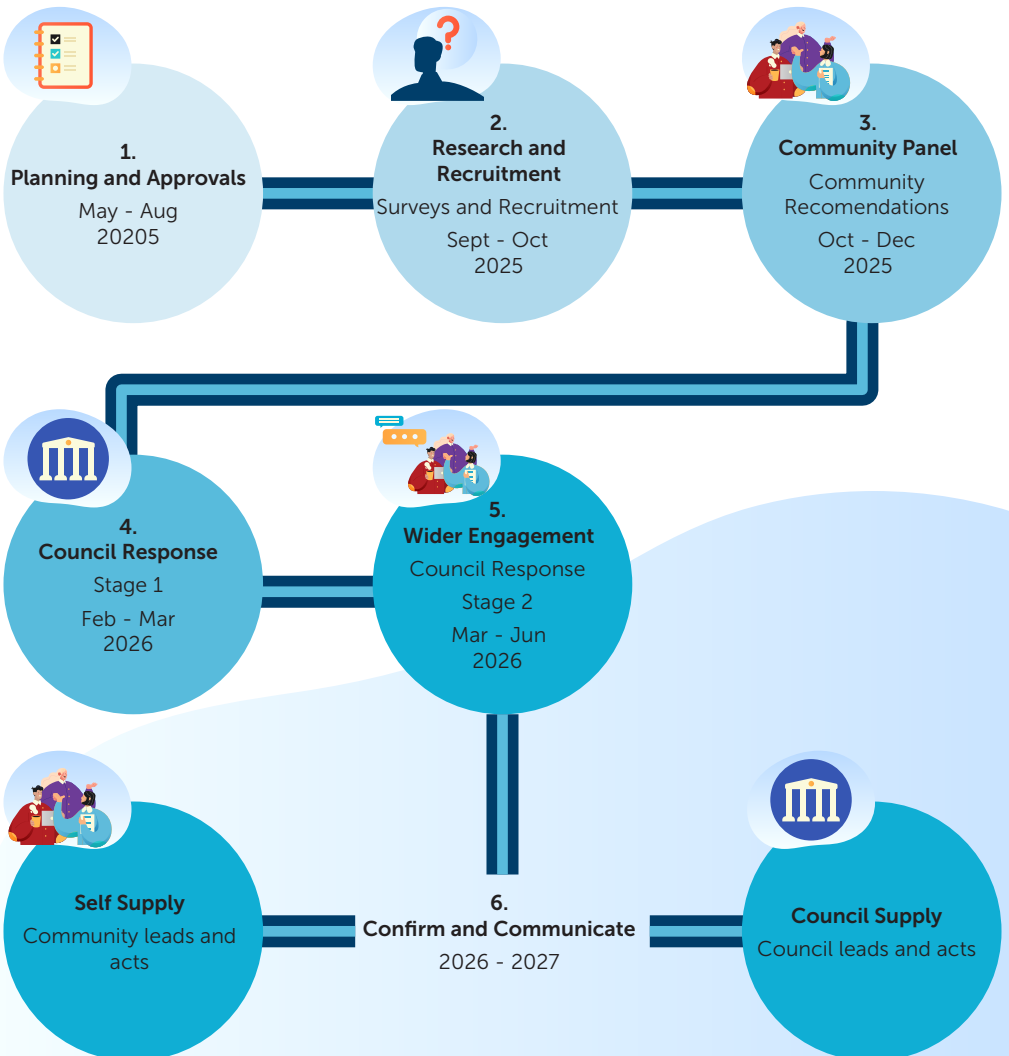 1.
Planning and Approvals
May - Aug
20205
2.
Research and
Recruitment
Surveys and Recruitment
Sept - Oct
2025
3.
Community Panel
Community
Recomendations
Oct - Dec
2025
4.
Council Response
Stage 1
Feb - Mar
2026
5.
Wider Engagement
Council Response
Stage 2
Mar - Jun
2026
Self Supply
Community leads and
acts
6.
Confirm and Communicate
2026 - 2027
Council Supply
Council leads and acts